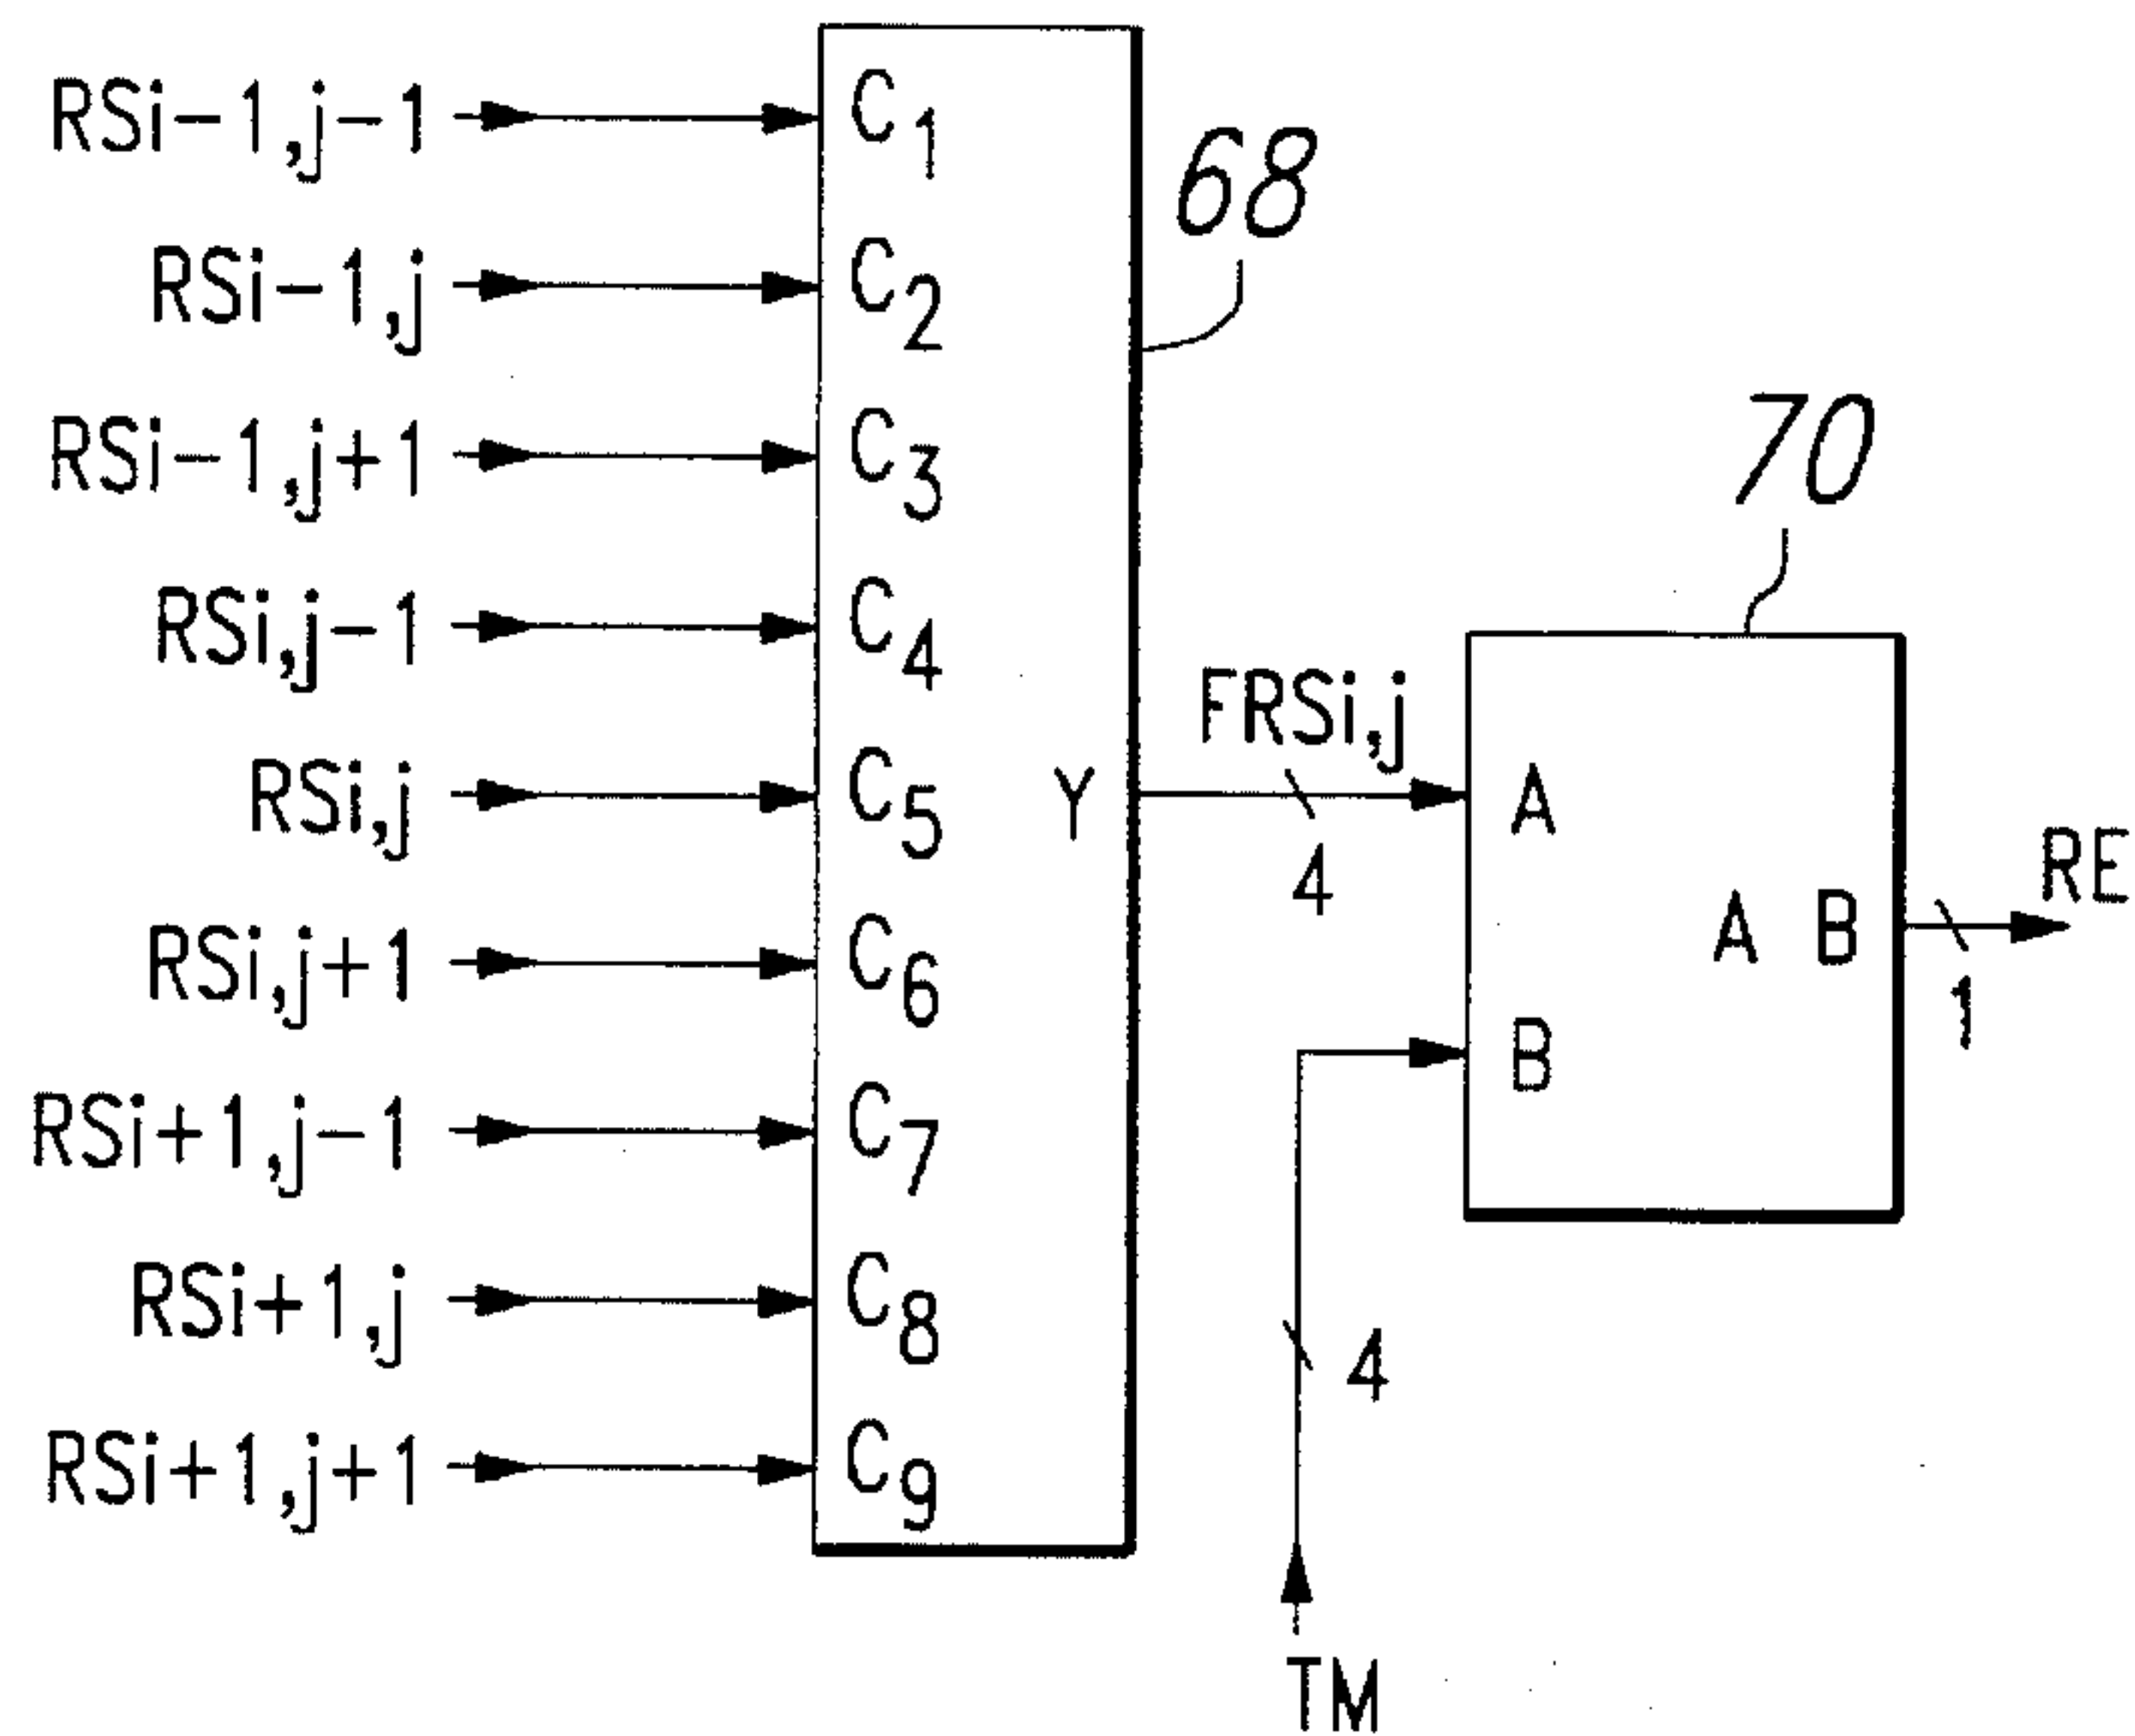 RSi-1,j-1 C1
68
RSi-1,j C2
RSi-1,j+1 C3
70
RSi,j-1 C4
FRSi,j
RSi,j C5 Y A
4
RE
A B
RSi,j+1 C6
1
B
RSi+1,j-1 C7
RSi+1,j C8
4
RSi+1,j+1 C9
TM